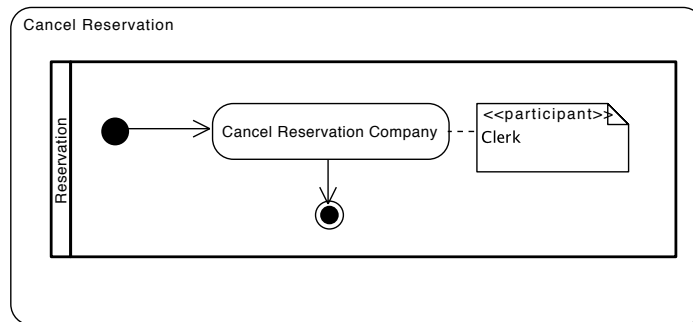 Cancel Reservation
Reservation
Cancel Reservation Company
<<participant>>
Clerk